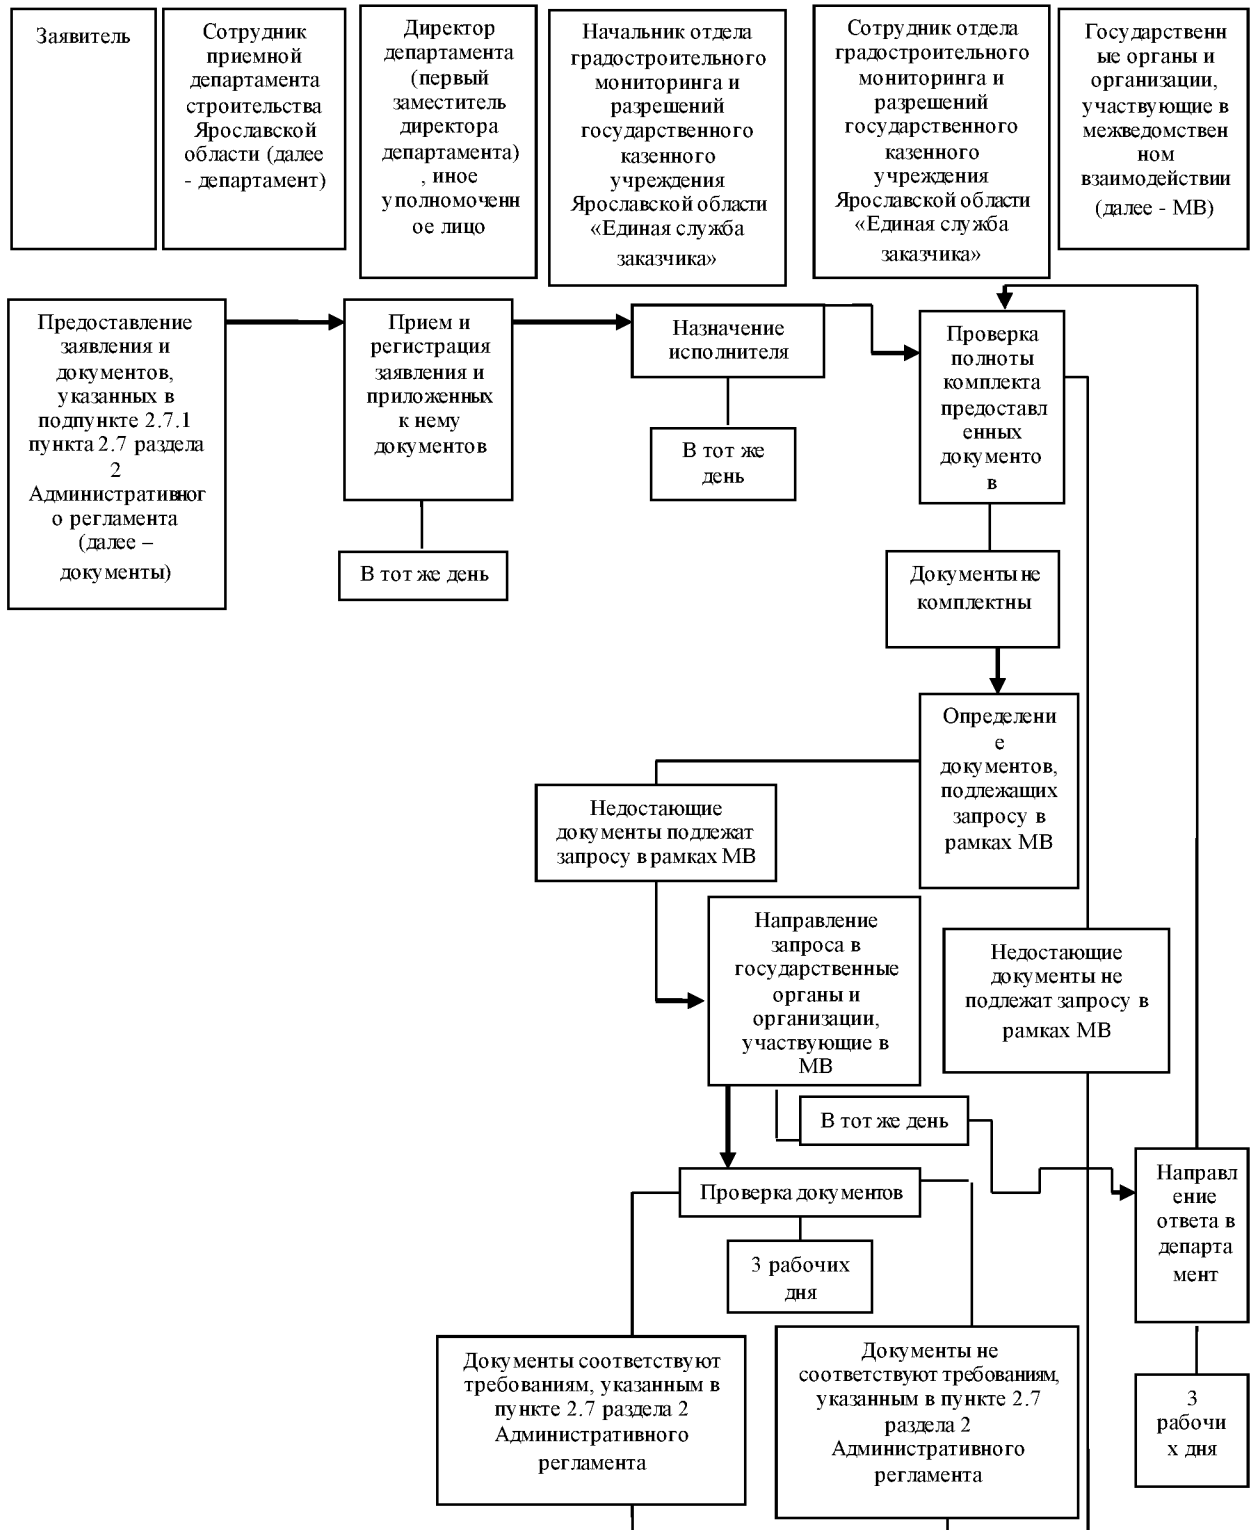 Заявитель
Сотрудник
приемной
департамента
строительства
Ярославской
области (далее
- департамент)
Директор
департамента
(первый
заместитель
директора
департамента)
, иное
уполномоченн
ое лицо
Начальник отдела
градостроительного
мониторинга и
разрешений
государственного
казенного
учреждения
Ярославской области
«Единая служба
заказчика»
Сотрудник отдела
градостроительного
мониторинга и
разрешений
государственного
казенного
учреждения
Ярославской области
«Единая служба
заказчика»
Государственн
ые органы и
организации,
участвующие в
межведомствен
ном
взаимодействии
(далее - МВ)
Предоставление
заявления и
документов,
указанных в
подпункте 2.7.1
пункта 2.7 раздела
2
Административног
о регламента
(далее –
документы)
Прием и
регистрация
заявления и
приложенных
к нему
документов
В тот же день
Назначение
исполнителя
В тот же
день
Проверка
полноты
комплекта
предоставл
енных
документо
в
Документы не
комплектны
Определени
е
документов,
подлежащих
запросу в
рамках МВ
Недостающие
документы подлежат
запросу в рамках МВ
Направление
запроса в
государственные
органы и
организации,
участвующие в
МВ
Недостающие
документы не
подлежат запросу в
рамках МВ
В тот же день
Проверка документов
3 рабочих
дня
Направл
ение
ответа в
департа
мент
3
рабочи
х дня
Документы соответствуют
требованиям, указанным в
пункте 2.7 раздела 2
Административного
регламента
Документы не
соответствуют требованиям,
указанным в пункте 2.7
раздела 2
Административного
регламента